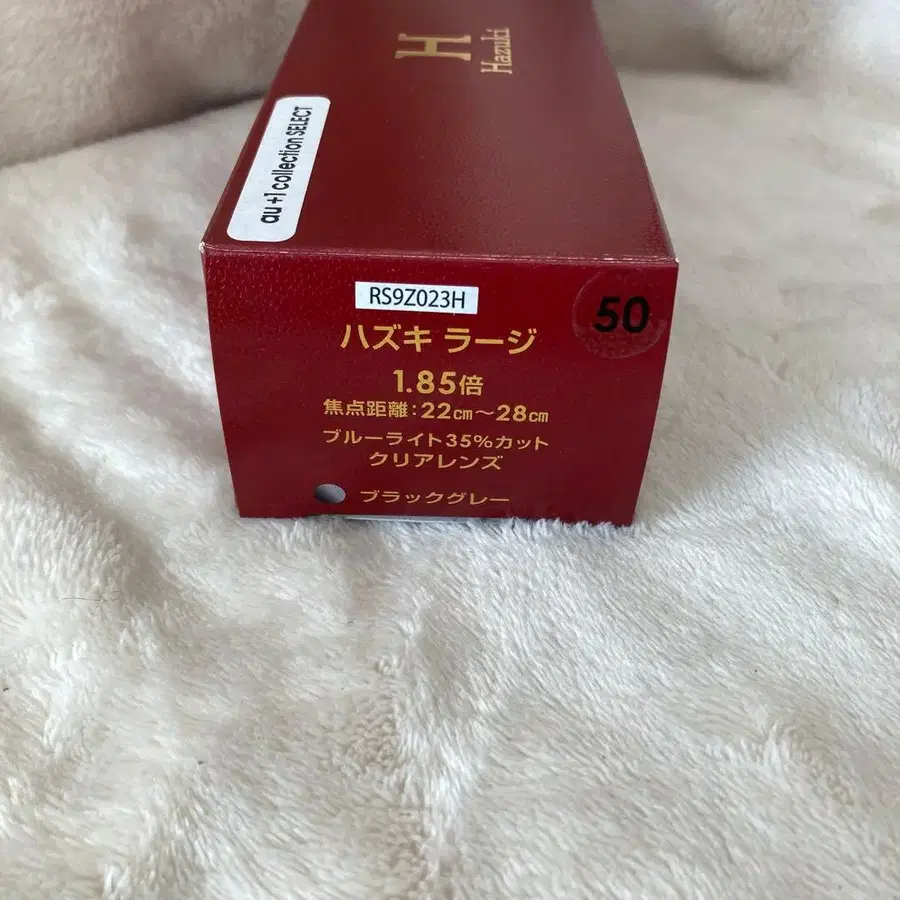 H
Hazuki
au +1 collection SELECT
RS9Z023H
50
ハズキ ラージ
1.85倍
焦点距離:22㎝～28㎝
ブルーライト35%カット
クリアレンズ
ブラックグレー